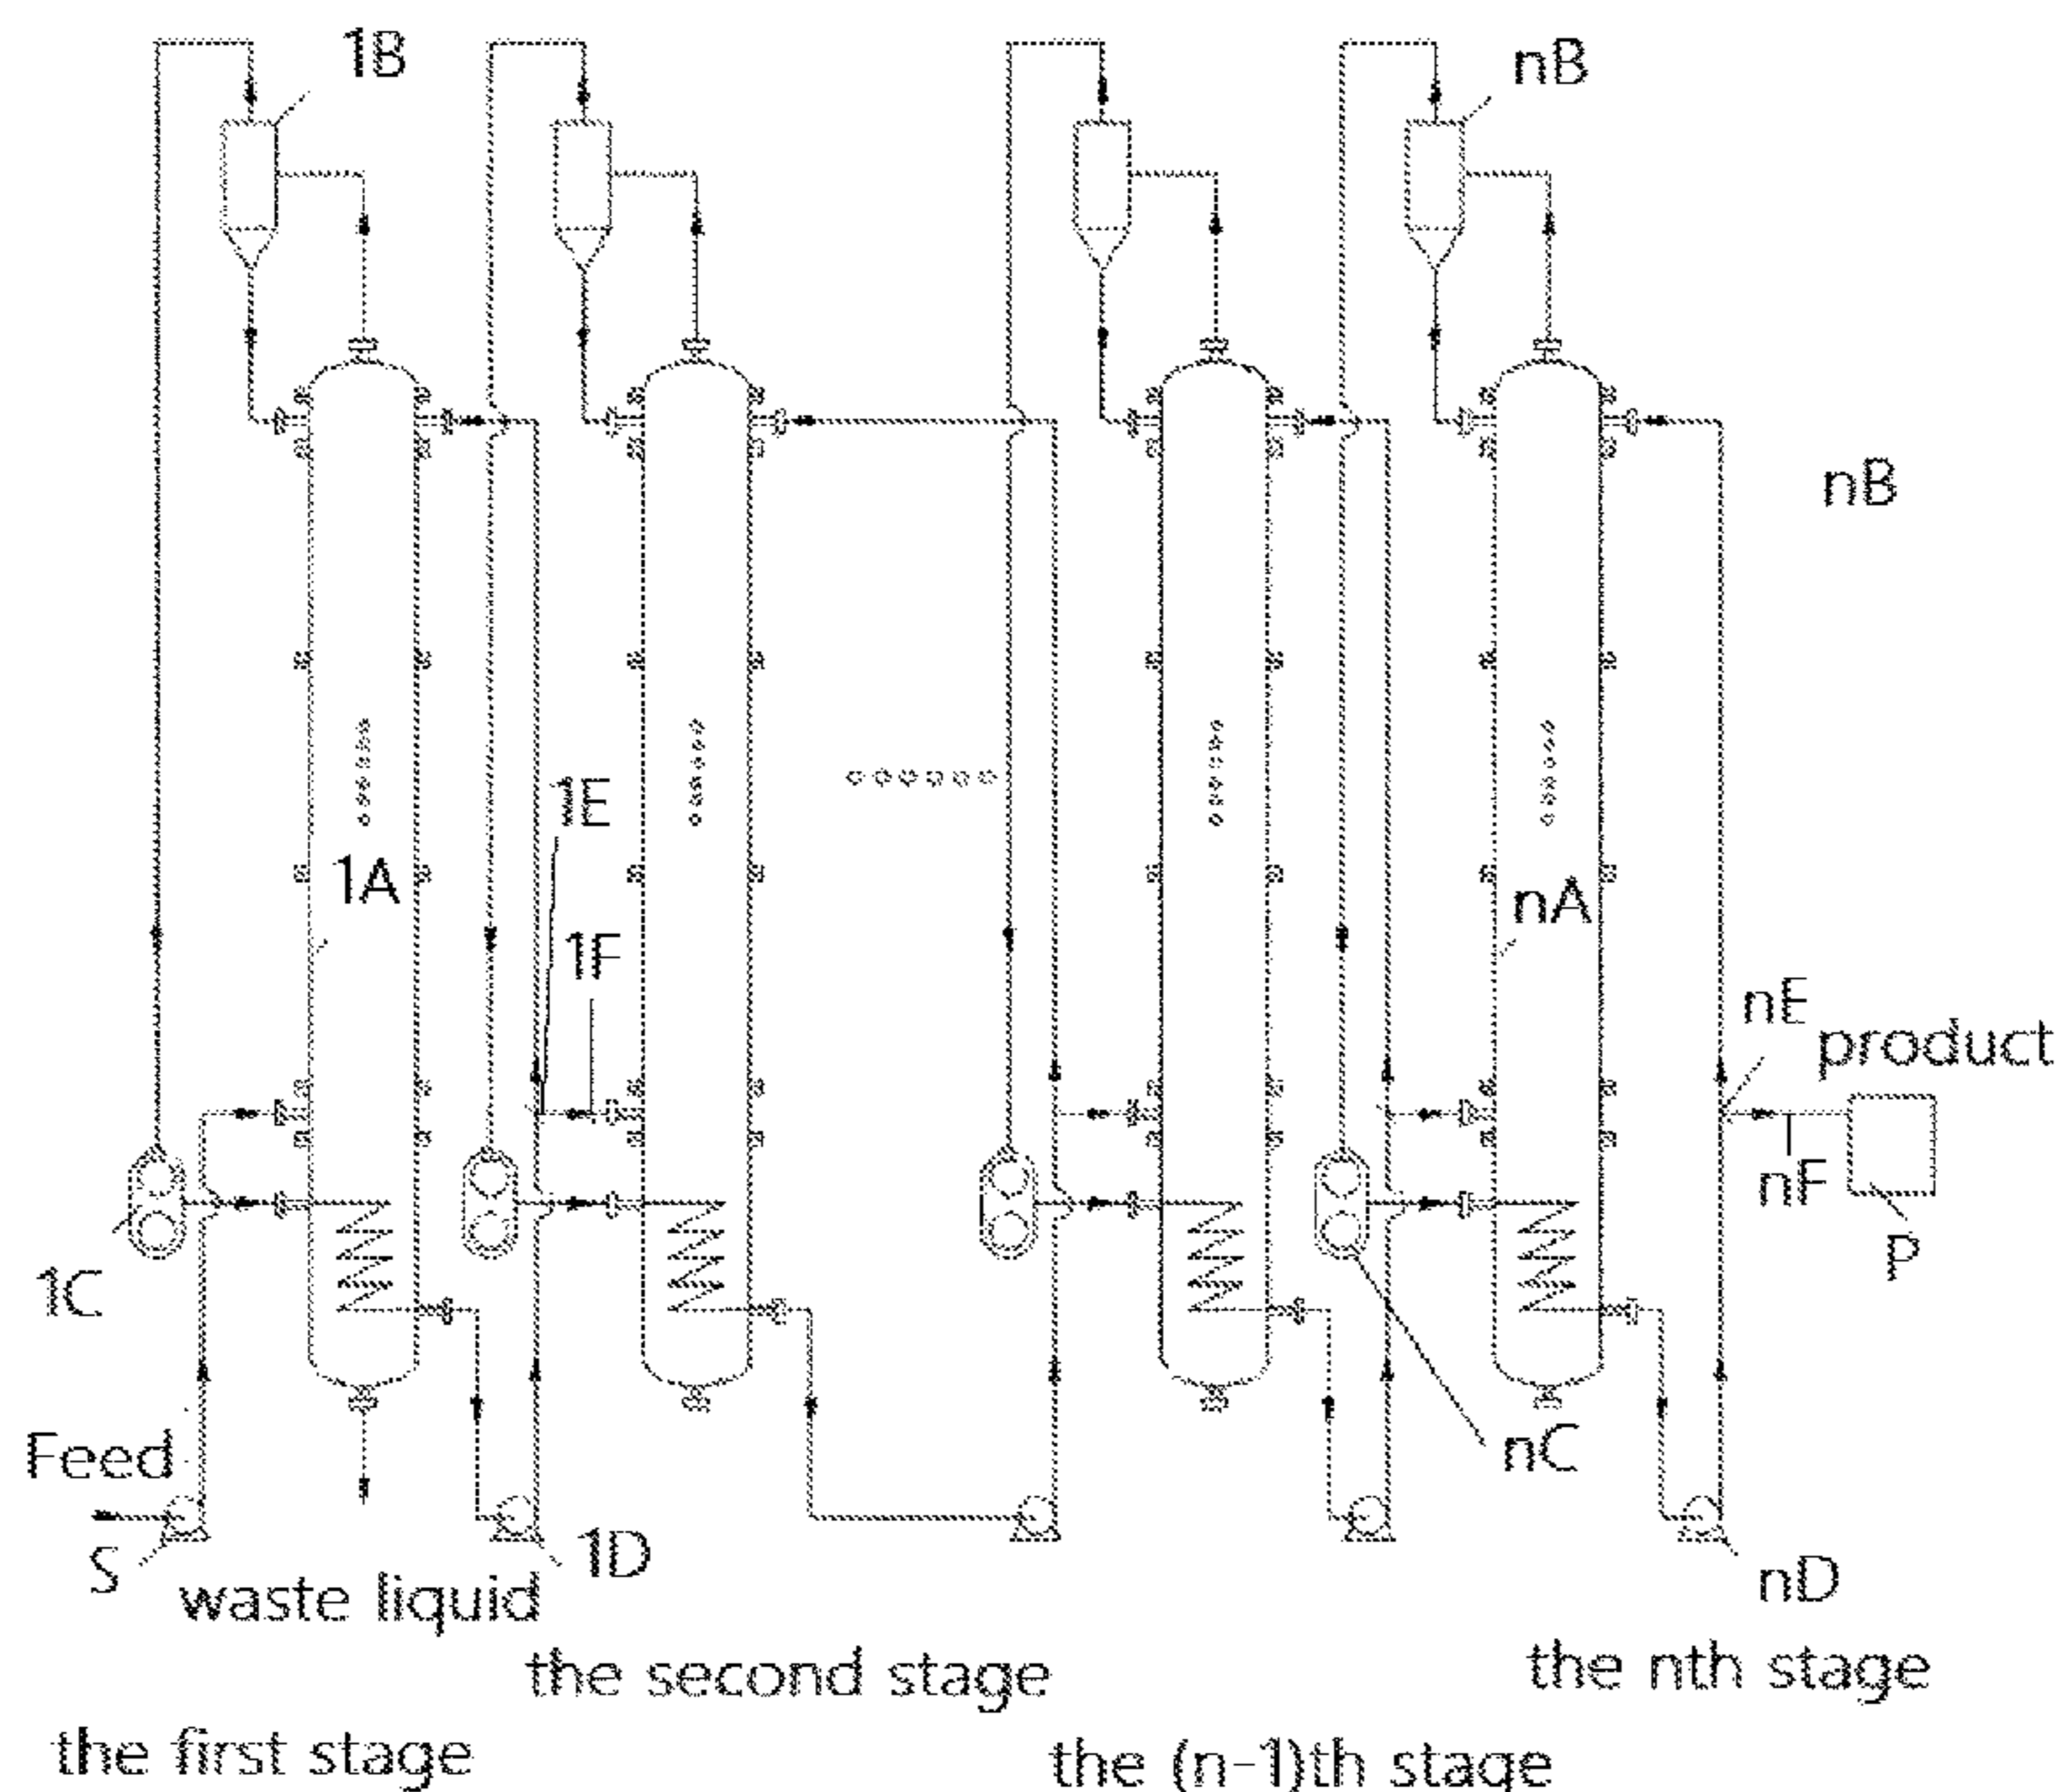 1B
nB
nB
1E
1A
nA
1F
nE
product
nF
P
1C
nC
Feed
S
1D
nD
waste liquid
the second stage
the nth stage
the first stage
the (n-1)th stage